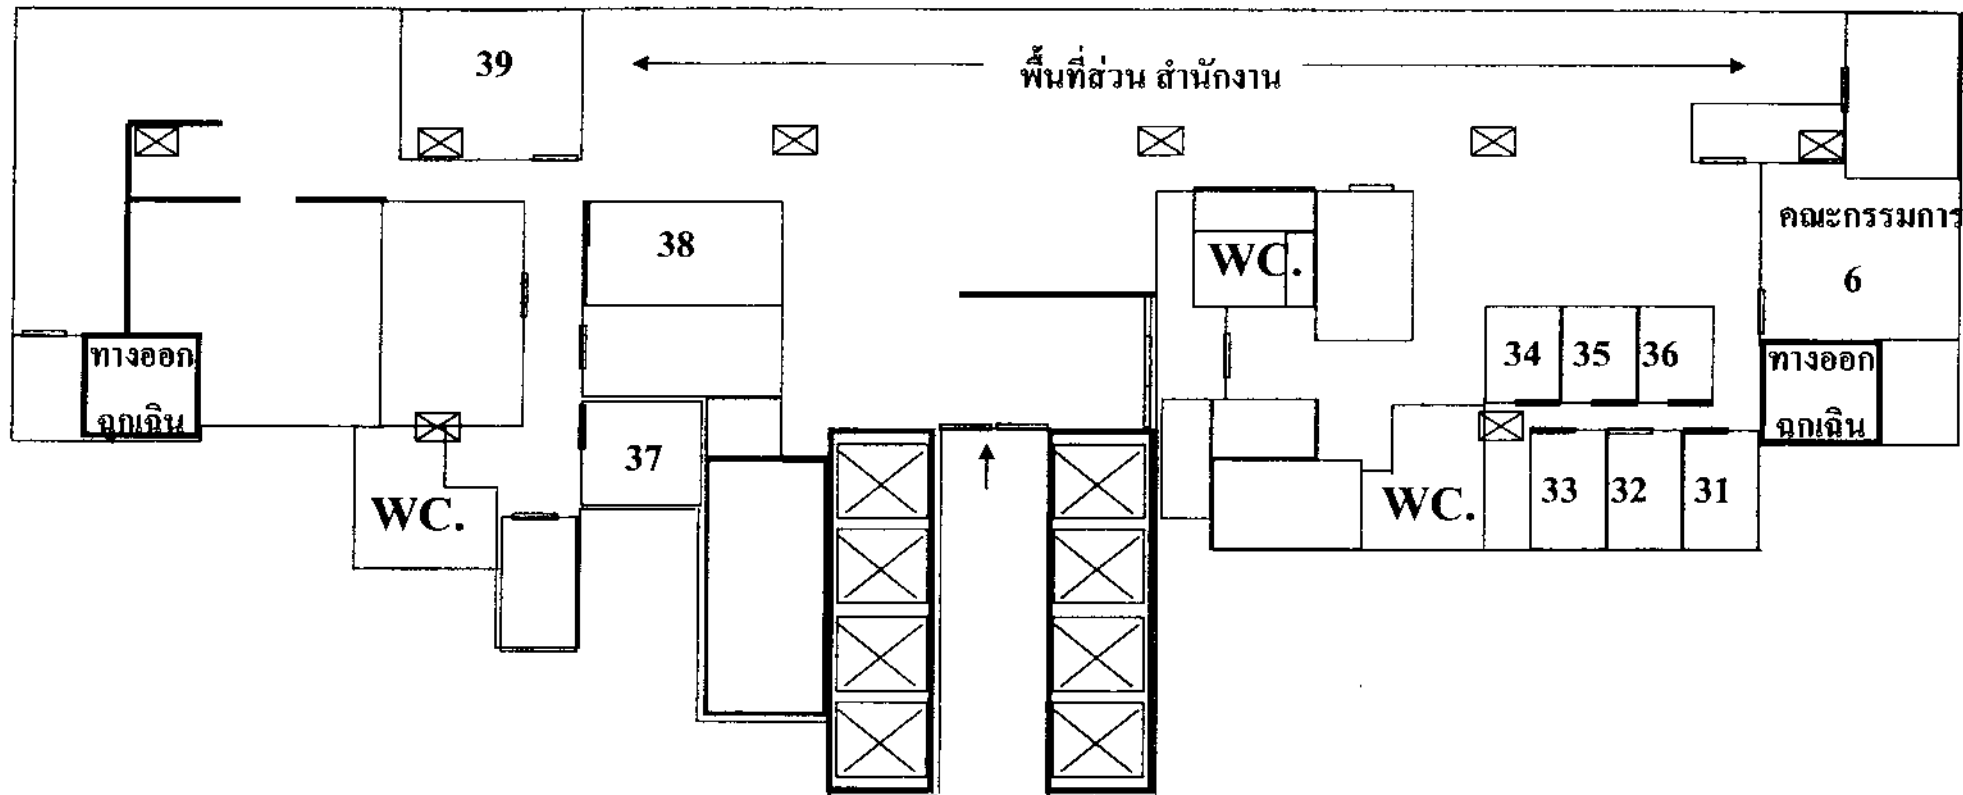 39
พื้นที่ส่วน สำนักงาน
38
WC.
คณะกรรมการ
6
34 35 36
ทางออก
ฉุกเฉิน
ทางออก
ฉุกเฉิน
37
WC.
WC.
33 32 31